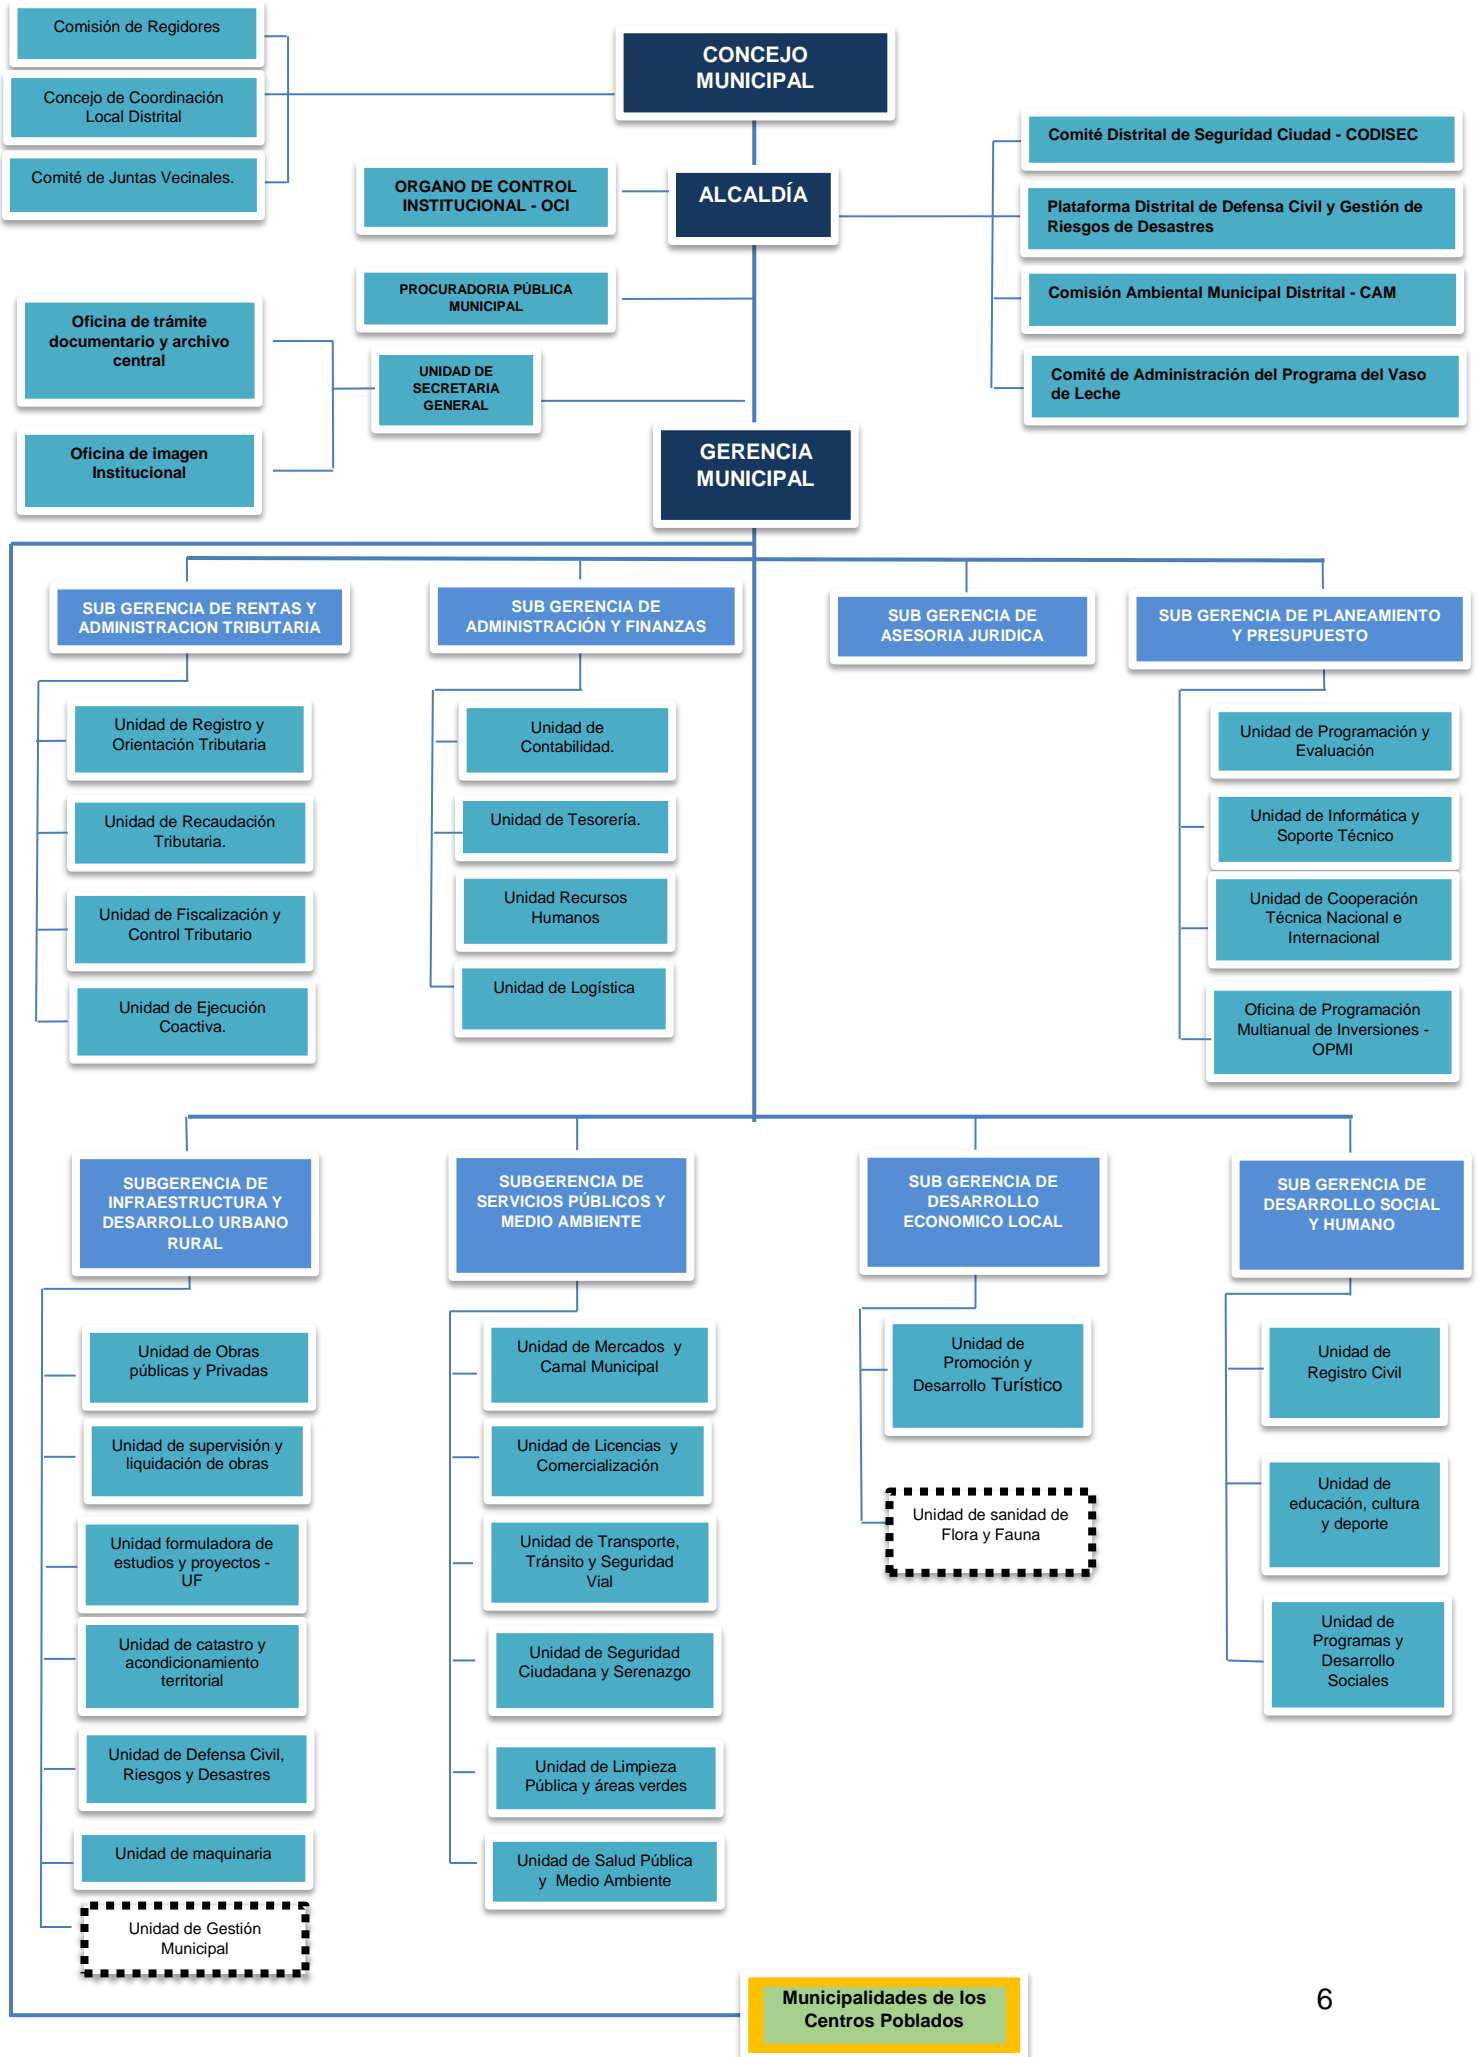 Comisión de Regidores
Concejo de Coordinación
Local Distrital
Comité de Juntas Vecinales.
CONCEJO
MUNICIPAL
ORGANO DE CONTROL
INSTITUCIONAL - OCI
ALCALDÍA
Comité Distrital de Seguridad Ciudad - CODISEC
Plataforma Distrital de Defensa Civil y Gestión de
Riesgos de Desastres
Comisión Ambiental Municipal Distrital - CAM
Comité de Administración del Programa del Vaso
de Leche
PROCURADORIA PÚBLICA
MUNICIPAL
Oficina de trámite
documentario y archivo
central
UNIDAD DE
SECRETARIA
GENERAL
Oficina de imagen
Institucional
GERENCIA
MUNICIPAL
SUB GERENCIA DE RENTAS Y
ADMINISTRACION TRIBUTARIA
SUB GERENCIA DE
ADMINISTRACIÓN Y FINANZAS
SUB GERENCIA DE
ASESORIA JURIDICA
SUB GERENCIA DE PLANEAMIENTO
Y PRESUPUESTO
Unidad de Registro y
Orientación Tributaria
Unidad de Recaudación
Tributaria.
Unidad de Fiscalización y
Control Tributario
Unidad de Ejecución
Coactiva.
Unidad de
Contabilidad.
Unidad de Tesorería.
Unidad Recursos
Humanos
Unidad de Logística
Unidad de Programación y
Evaluación
Unidad de Informática y
Soporte Técnico
Unidad de Cooperación
Técnica Nacional e
Internacional
Oficina de Programación
Multianual de Inversiones -
OPMI
SUBGERENCIA DE
INFRAESTRUCTURA Y
DESARROLLO URBANO
RURAL
SUBGERENCIA DE
SERVICIOS PÚBLICOS Y
MEDIO AMBIENTE
SUB GERENCIA DE
DESARROLLO
ECONOMICO LOCAL
SUB GERENCIA DE
DESARROLLO SOCIAL
Y HUMANO
Unidad de Obras
públicas y Privadas
Unidad de supervisión y
liquidación de obras
Unidad formuladora de
estudios y proyectos -
UF
Unidad de catastro y
acondicionamiento
territorial
Unidad de Defensa Civil,
Riesgos y Desastres
Unidad de maquinaria
Unidad de Gestión
Municipal
Unidad de Mercados y
Camal Municipal
Unidad de Licencias y
Comercialización
Unidad de Transporte,
Tránsito y Seguridad
Vial
Unidad de Seguridad
Ciudadana y Serenazgo
Unidad de Limpieza
Pública y áreas verdes
Unidad de Salud Pública
y Medio Ambiente
Unidad de
Promoción y
Desarrollo Turístico
Unidad de sanidad de
Flora y Fauna
Unidad de
Registro Civil
Unidad de
educación, cultura
y deporte
Unidad de
Programas y
Desarrollo
Sociales
Municipalidades de los
Centros Poblados
6